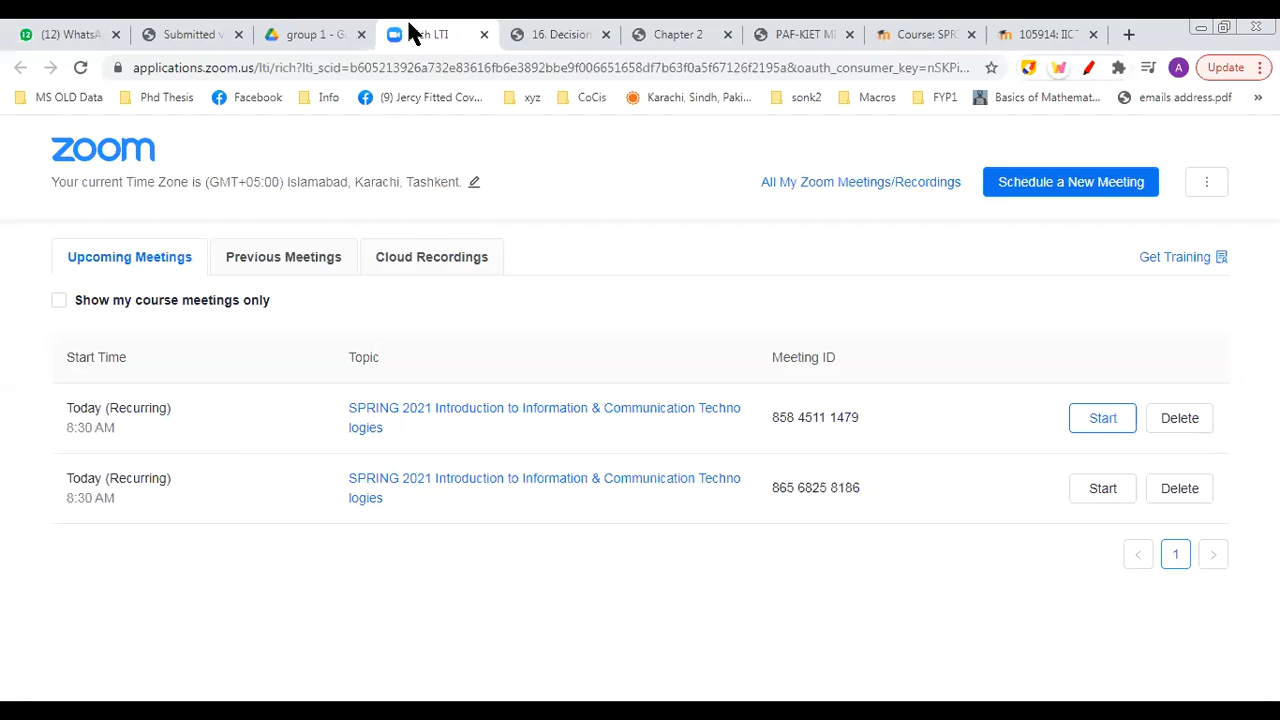 (12) WhatsA
Submitted v
group 1 - G
ch LTI
16. Decision
Chapter 2
PAF-KIET M
Course: SPR
105914: IICT
applications.zoom.us/lti/rich?lti_scid=b605213926a732e83616fb6e3892bbe9f006651658df7b63f0a5f67126f2195a&oauth_consumer_key=nSKPi...
A
Update
MS OLD Data
Phd Thesis
Facebook
Info
(9) Jercy Fitted Cov...
xyz
CoCis
Karachi, Sindh, Paki...
sonk2
Macros
FYP1
Basics of Mathemat...
emails address.pdf
»
zoom
Your current Time Zone is (GMT+05:00) Islamabad, Karachi, Tashkent.
All My Zoom Meetings/Recordings
Schedule a New Meeting
Upcoming Meetings
Previous Meetings
Cloud Recordings
Get Training
Show my course meetings only
Start Time
Topic
Meeting ID
Today (Recurring)
8:30 AM
SPRING 2021 Introduction to Information & Communication Techno
logies
858 4511 1479
Start
Delete
Today (Recurring)
8:30 AM
SPRING 2021 Introduction to Information & Communication Techno
logies
865 6825 8186
Start
Delete
< 1 >